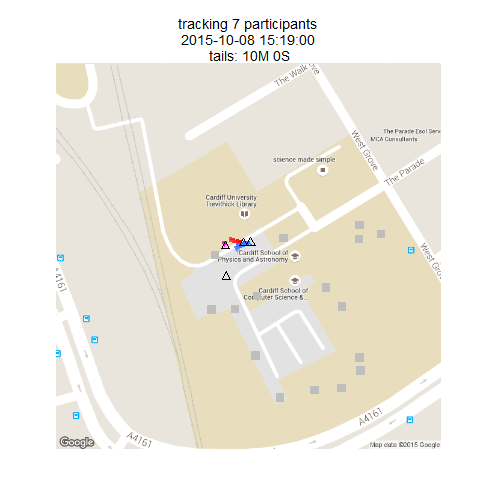 tracking 7 participants
2015-10-08 15:19:00
tails: 10M 0S
The Walk
West Grove
The Parade Esol Serv
MCA Consultants
science made simple
The Parade
Cardiff University
Trevithick Library
West Grove
Cardiff School of
Physics and Astronomy
A4161
Cardiff School of
Computer Science &...
A4161
A4161
Google
Map data ©2015 Google